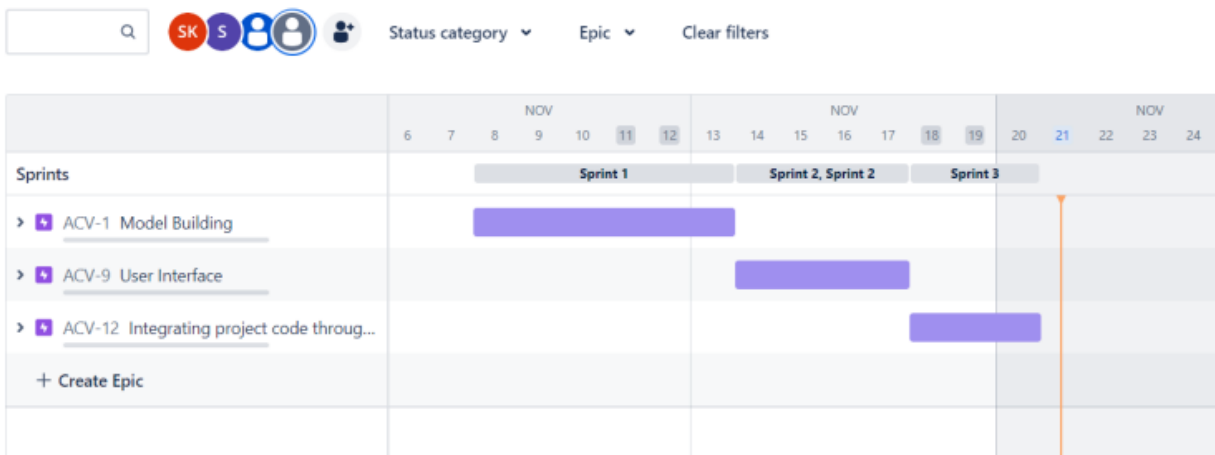 SK S Status category Epic Clear filters
NOV NOV NOV
6 7 8 9 10 11 12 13 14 15 16 17 18 19 20 21 22 23 24
Sprints Sprint 1 Sprint 2, Sprint 2 Sprint 3
ACV-1 Model Building
ACV-9 User Interface
ACV-12 Integrating project code throug...
+ Create Epic